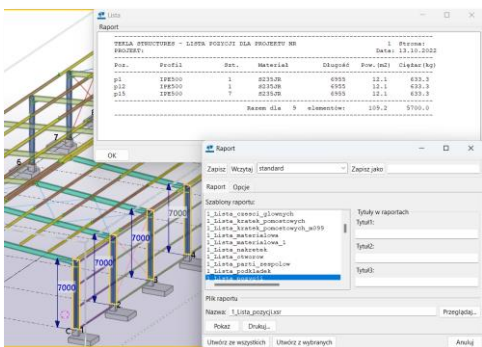 Lista
Raport
TEKLA STRUCTURES - LISTA POZYCJI DLA PROJEKTU NR 1 Strona:
PROJEKT: Data: 13.10.2022
Poz. Profil Szt. Materiał Długość Pow.(m2) Ciężar(kg)
p1 IPE500 1 S235JR 6955 12.1 633.3
p12 IPE500 1 S235JR 6955 12.1 633.3
p15 IPE500 7 S235JR 6955 12.1 633.3
Razem dla 9 elementów: 109.2 5700.0
OK
Raport
Zapisz Wczytaj standard Zapisz jako
Raport Opcje
Szablony raportu:
1_Lista_czesci_glownych
1_Lista_kratek_pomostowych
1_Lista_kratek_pomostowych_m099
1_Lista_materialowa
1_Lista_materialowa_1
1_Lista_nakretek
1_Lista_otworow
1_Lista_parti_zespolow
1_Lista_podkladek
1_Lista_pozycji
Tytuły w raportach
Tytuł1:
Tytuł2:
Tytuł3:
Plik raportu
Nazwa: 1_Lista_pozycji.xsr Przeglądaj...
Pokaż Drukuj...
Utwórz ze wszystkich Utwórz z wybranych Anuluj
7
6
7000
7000
7000
7000
C